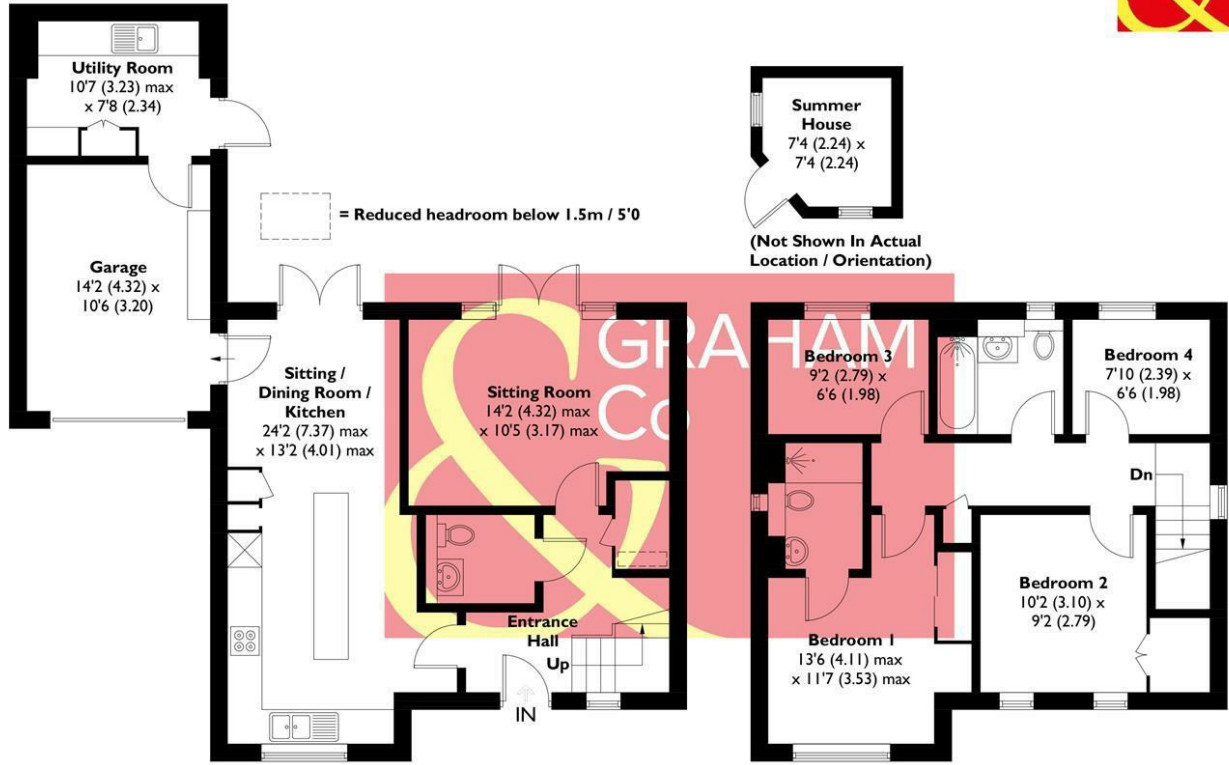 &
Utility Room
10'7 (3.23) max
x 7'8 (2.34)
Summer
House
7'4 (2.24) x
7'4 (2.24)
= Reduced headroom below 1.5m / 5'0
(Not Shown In Actual
Location / Orientation)
Garage
14'2 (4.32) x
10'6 (3.20)
Sitting /
Dining Room /
Kitchen
24'2 (7.37) max
x 13'2 (4.01) max
Sitting Room
14'2 (4.32) max
x 10'5 (3.17) max
& GRAHAM
Co
Bedroom 3
9'2 (2.79) x
6'6 (1.98)
Bedroom 4
7'10 (2.39) x
6'6 (1.98)
Dn
Bedroom 2
10'2 (3.10) x
9'2 (2.79)
Entrance
Hall
Up
IN
Bedroom 1
13'6 (4.11) max
x 11'7 (3.53) max